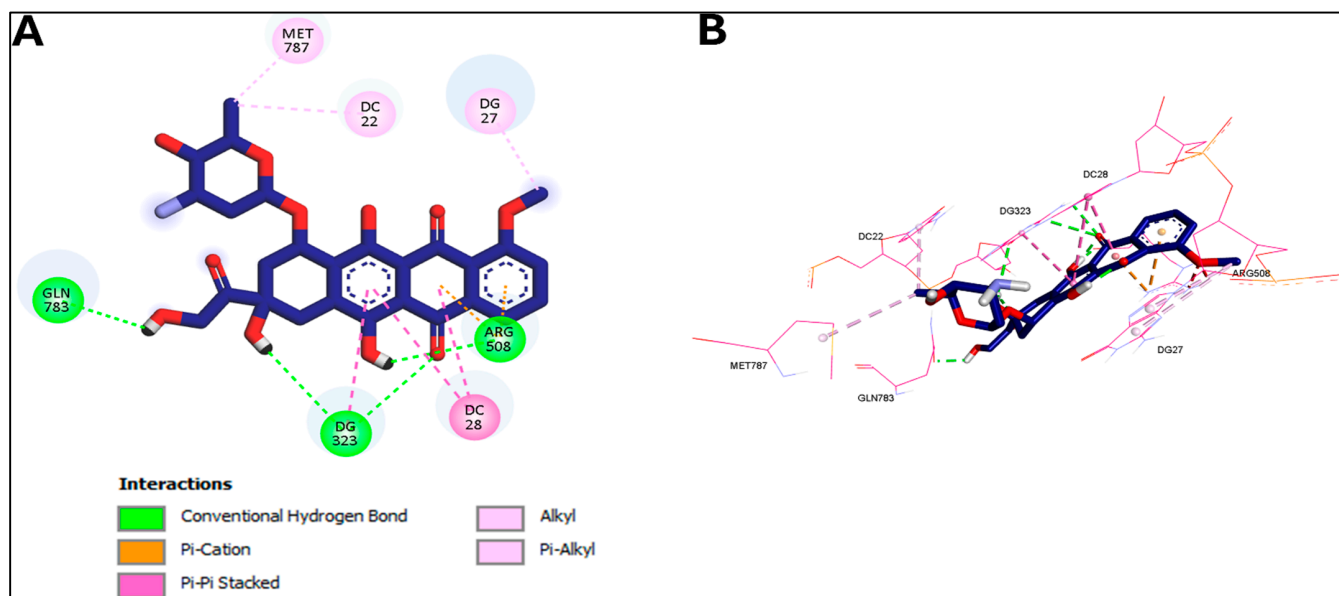 A
MET
787
DC
22
DG
27
GLN
783
ARG
508
DG
323
DC
28
Interactions
Conventional Hydrogen Bond
Pi-Cation
Pi-Pi Stacked
Alkyl
Pi-Alkyl
B
DC28
DG323
DC22
ARG508
DG27
MET787
GLN783